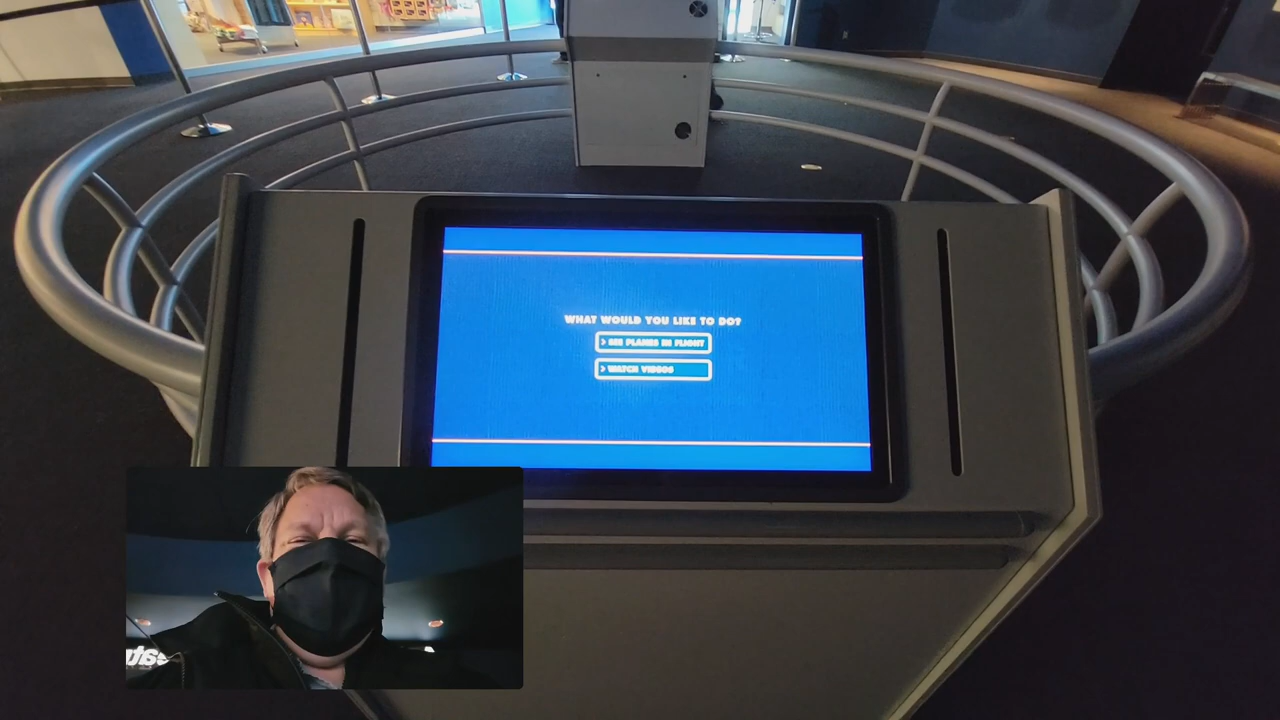 WHAT WOULD YOU LIKE TO DO?
> SEE PLANES IN FLIGHT
> WATCH VIDEOS